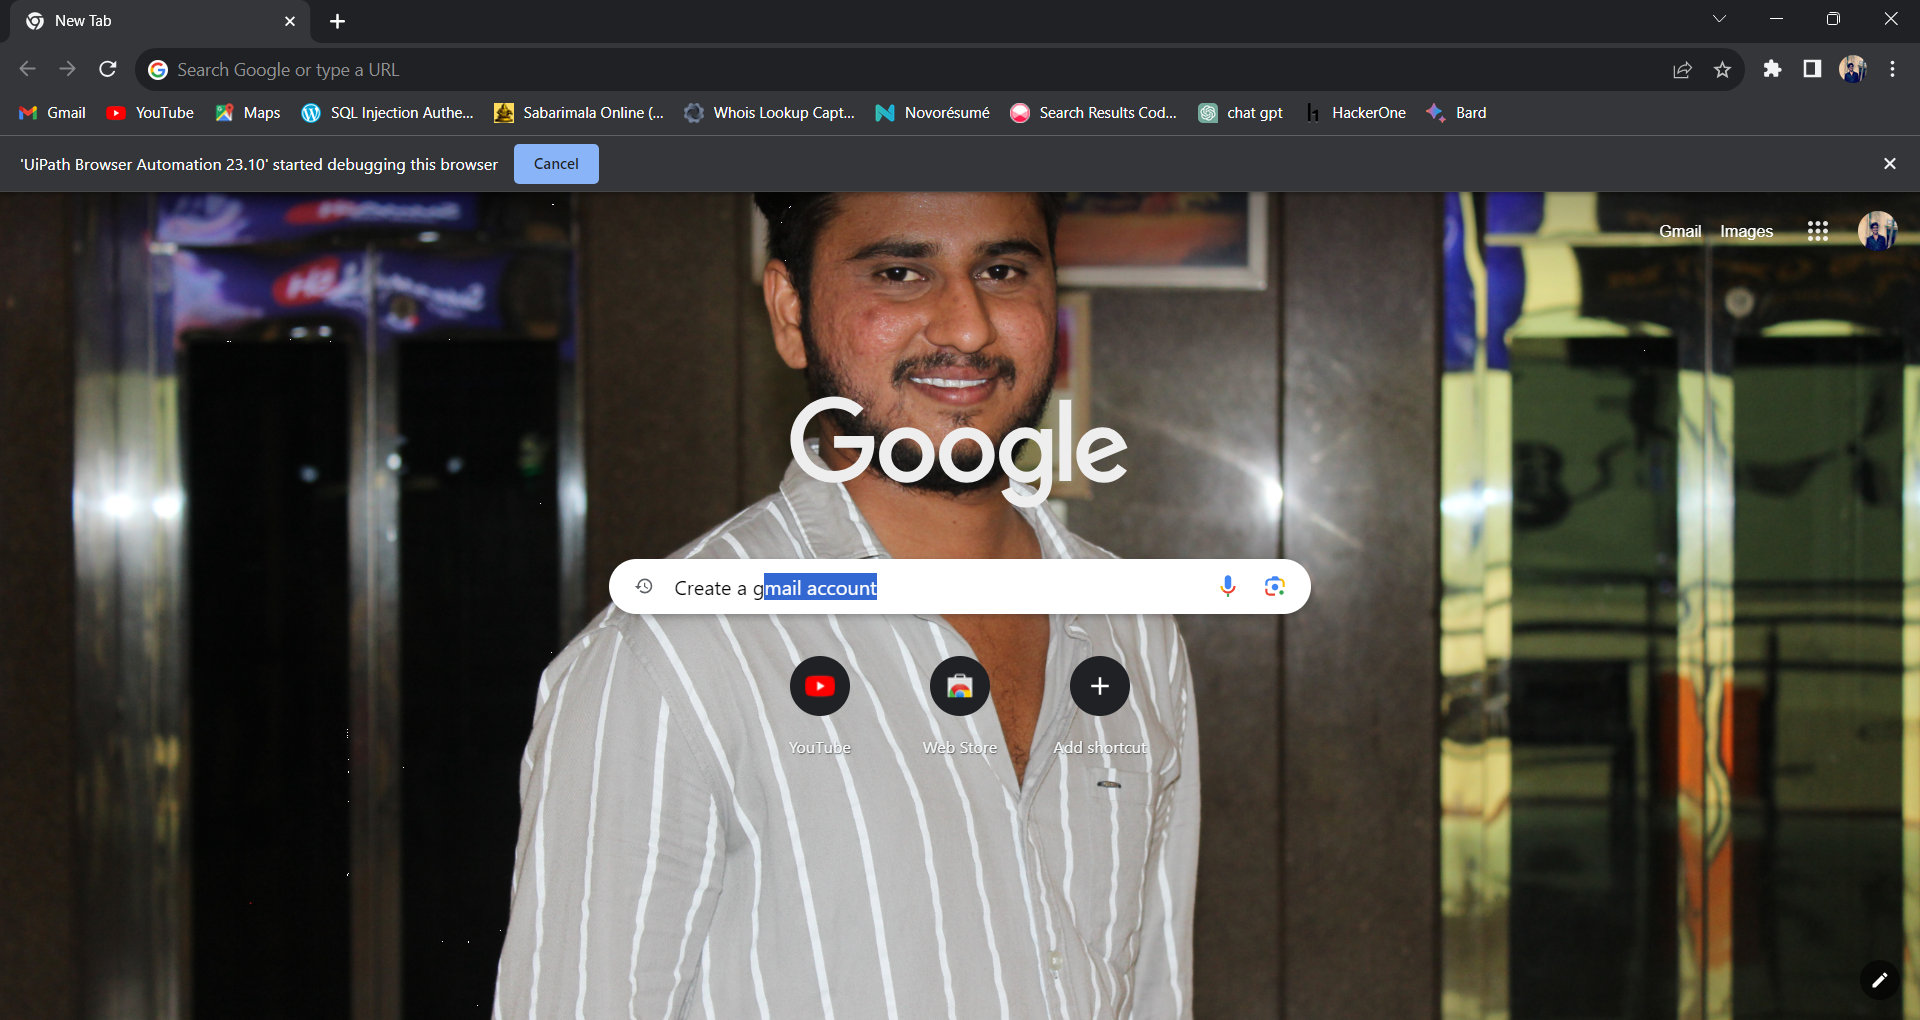 New Tab
Search Google or type a URL
Gmail YouTube Maps SQL Injection Authe... Sabarimala Online (... Whois Lookup Capt... Novorésumé Search Results Cod... chat gpt HackerOne Bard
'UiPath Browser Automation 23.10' started debugging this browser Cancel
Gmail Images
Google
Create a gmail account
YouTube Web Store Add shortcut